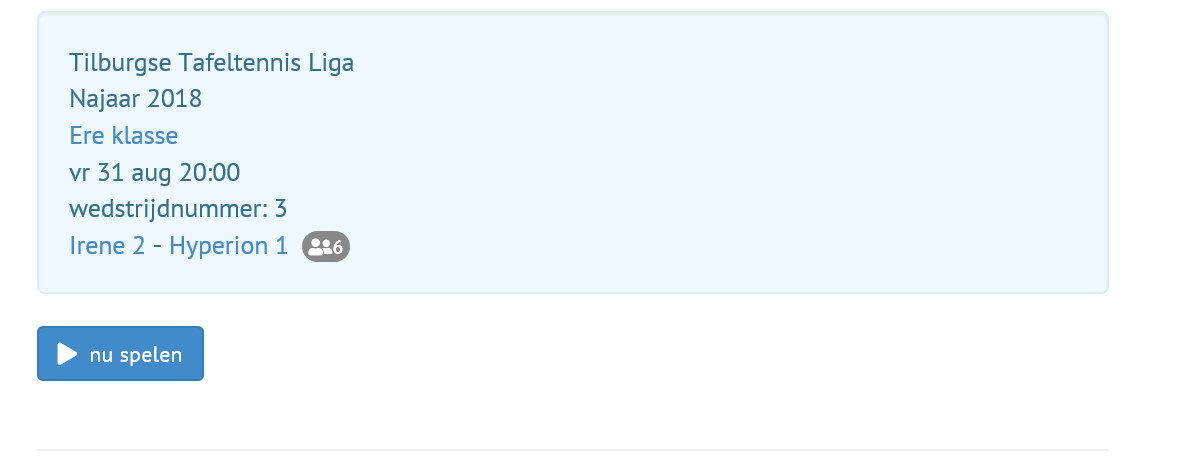 Tilburgse Tafeltennis Liga
Najaar 2018
Ere klasse
vr 31 aug 20:00
wedstrijdnummer: 3
Irene 2 - Hyperion 1 6
nu spelen